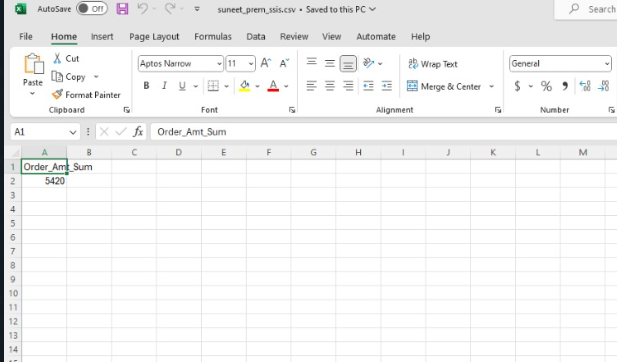 AutoSave Off suneet_prem_ssis.csv • Saved to this PC Search
File Home Insert Page Layout Formulas Data Review View Automate Help
Paste Cut Copy Format Painter
Aptos Narrow 11 A A
B I U A
Wrap Text
Merge & Center
General
$ % 9 .00
Clipboard Font Alignment Number
A1 fx Order_Amt_Sum
A B C D E F G H I J K L M
1 Order_Amt_Sum
2 5420
3
4
5
6
7
8
9
10
11
12
13
14